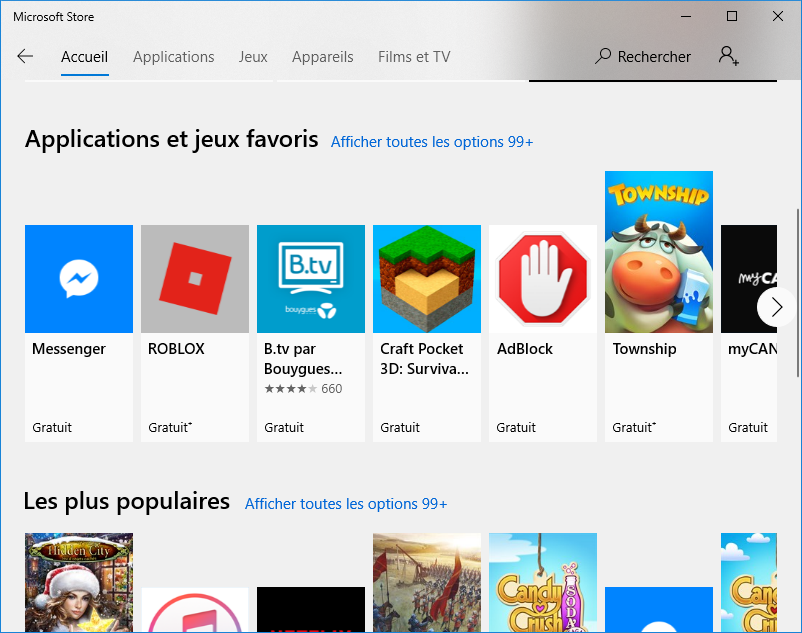 Microsoft Store
Accueil
Applications
Jeux
Appareils
Films et TV
Rechercher
Applications et jeux favoris
Afficher toutes les options 99+
TOWNSHIP
B.tv
bouygues
myCA
Messenger
ROBLOX
B.tv par
Bouygues...
660
Craft Pocket
3D: Surviva...
AdBlock
Township
myCAN
Gratuit
Gratuit*
Gratuit
Gratuit
Gratuit
Gratuit*
Gratuit
Les plus populaires
Afficher toutes les options 99+
Hidden City
Candy
Crush
SODA
Ca
Cr